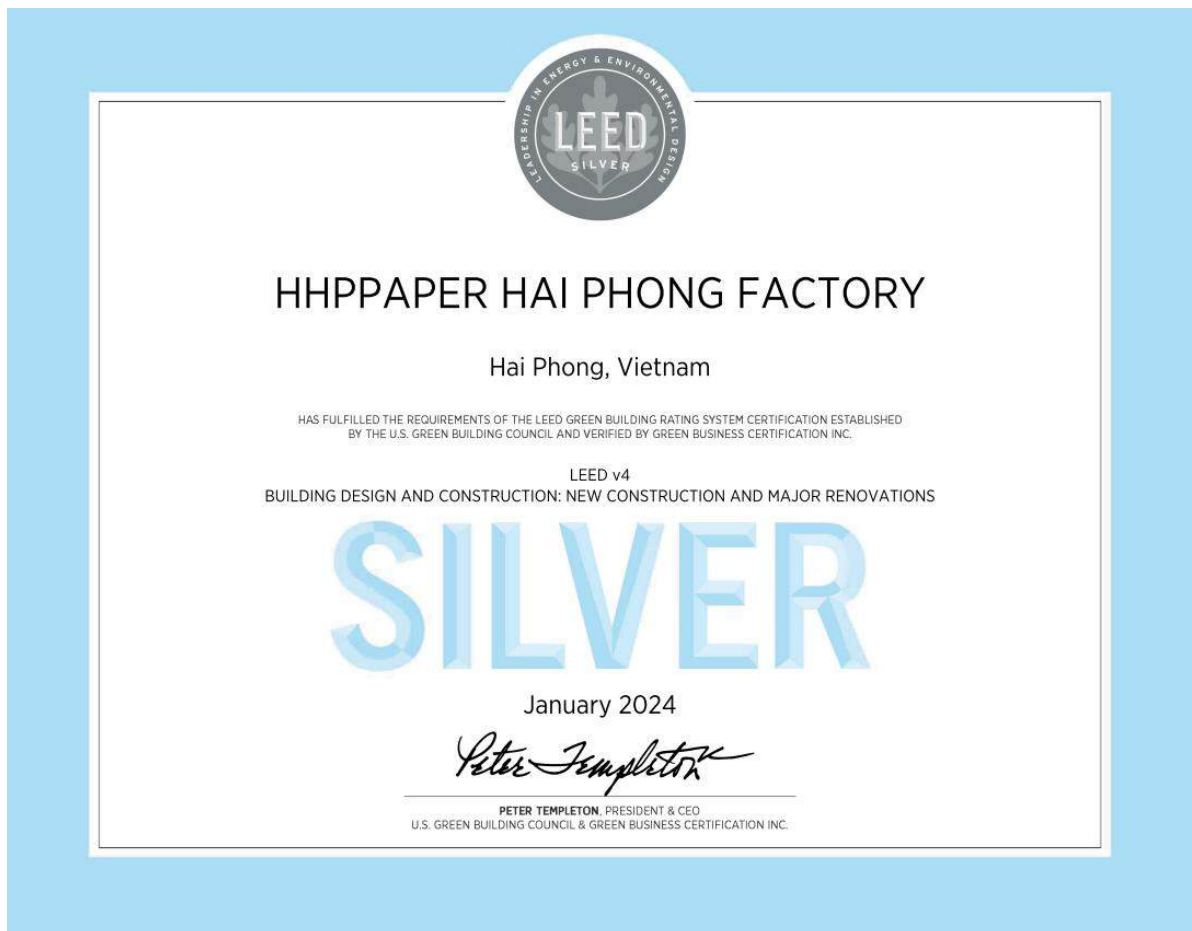 LEADERSHIP IN ENERGY & ENVIRONMENTAL DESIGN
LEED
SILVER
HHPPAPER HAI PHONG FACTORY
Hai Phong, Vietnam
HAS FULFILLED THE REQUIREMENTS OF THE LEED GREEN BUILDING RATING SYSTEM CERTIFICATION ESTABLISHED
BY THE U.S. GREEN BUILDING COUNCIL AND VERIFIED BY GREEN BUSINESS CERTIFICATION INC.
LEED v4
BUILDING DESIGN AND CONSTRUCTION: NEW CONSTRUCTION AND MAJOR RENOVATIONS
SILVER
January 2024
Peter Templeton
PETER TEMPLETON, PRESIDENT & CEO
U.S. GREEN BUILDING COUNCIL & GREEN BUSINESS CERTIFICATION INC.